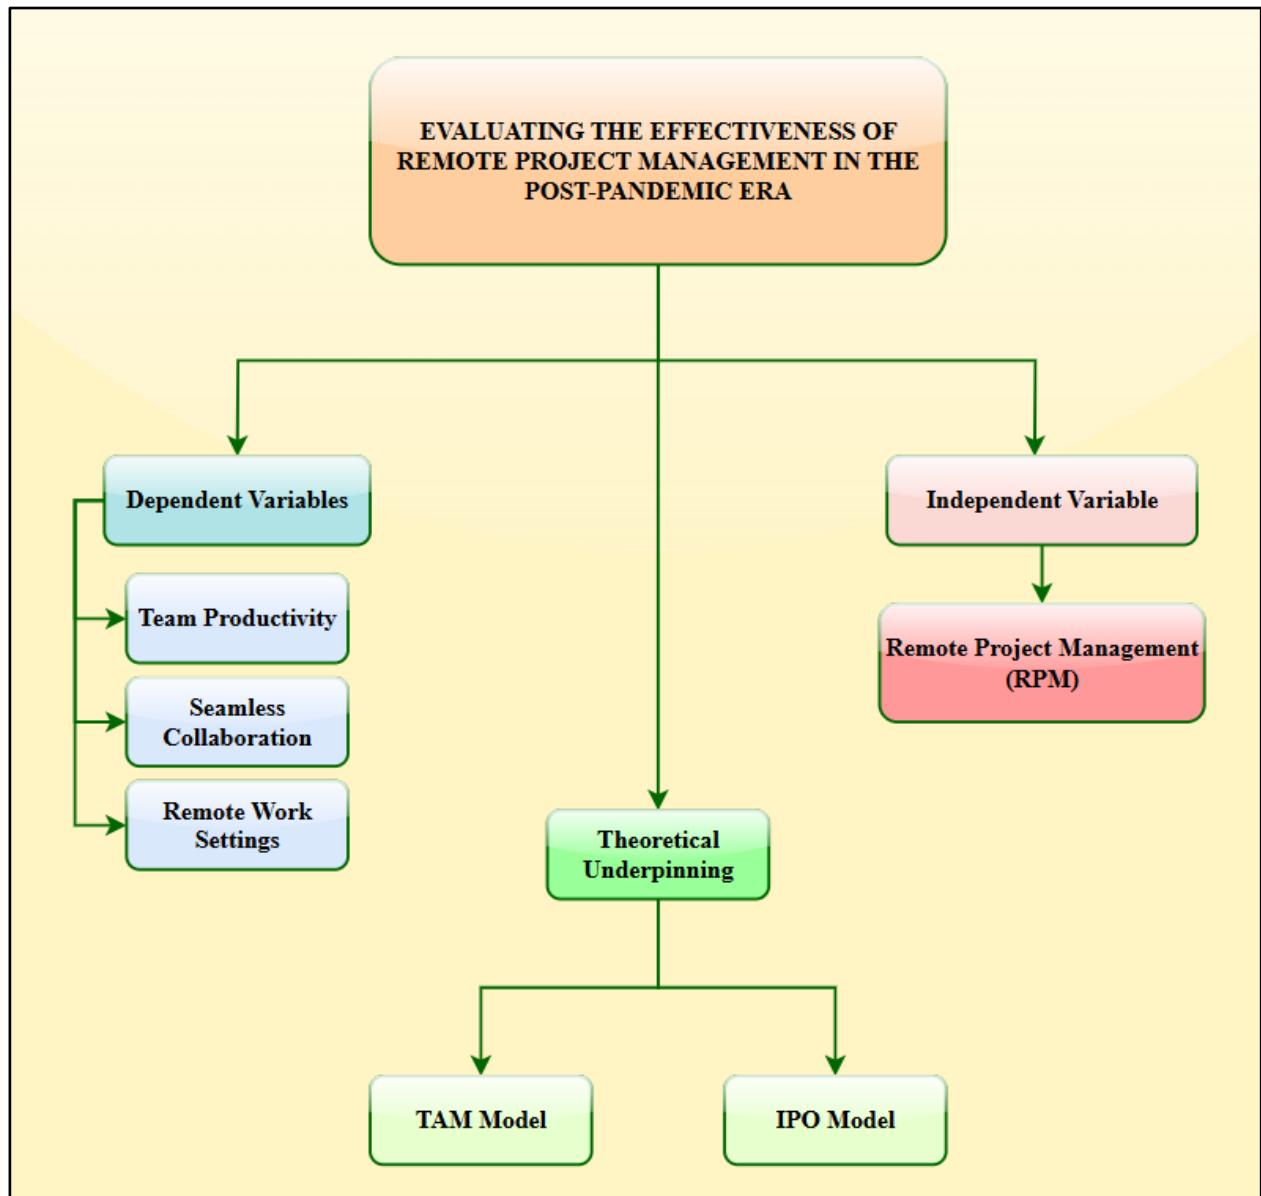 EVALUATING THE EFFECTIVENESS OF
REMOTE PROJECT MANAGEMENT IN THE
POST-PANDEMIC ERA
Dependent Variables
Independent Variable
Team Productivity
Remote Project Management
(RPM)
Seamless
Collaboration
Remote Work
Settings
Theoretical
Underpinning
TAM Model
IPO Model